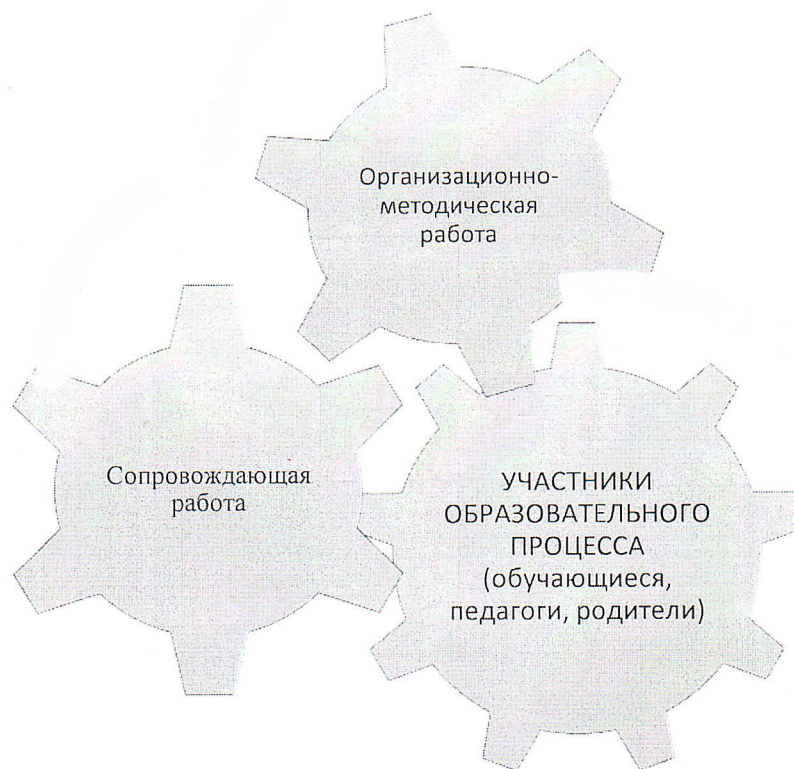 Организационно-
методическая
работа
Сопровождающая
работа
УЧАСТНИКИ
ОБРАЗОВАТЕЛЬНОГО
ПРОЦЕССА
(обучающиеся,
педагоги, родители)